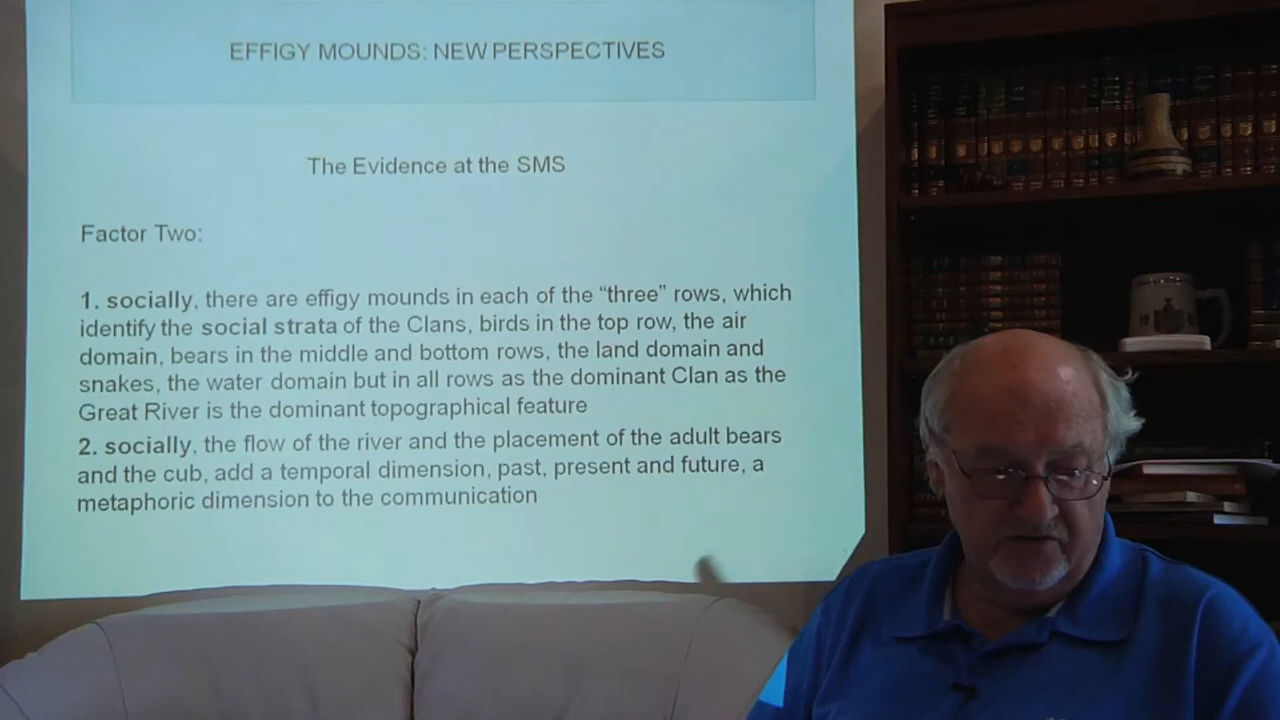 EFFIGY MOUNDS: NEW PERSPECTIVES
The Evidence at the SMS
Factor Two:
1. socially, there are effigy mounds in each of the “three” rows, which
identify the social strata of the Clans, birds in the top row, the air
domain, bears in the middle and bottom rows, the land domain and
snakes, the water domain but in all rows as the dominant Clan as the
Great River is the dominant topographical feature
2. socially, the flow of the river and the placement of the adult bears
and the cub, add a temporal dimension, past, present and future, a
metaphoric dimension to the communication